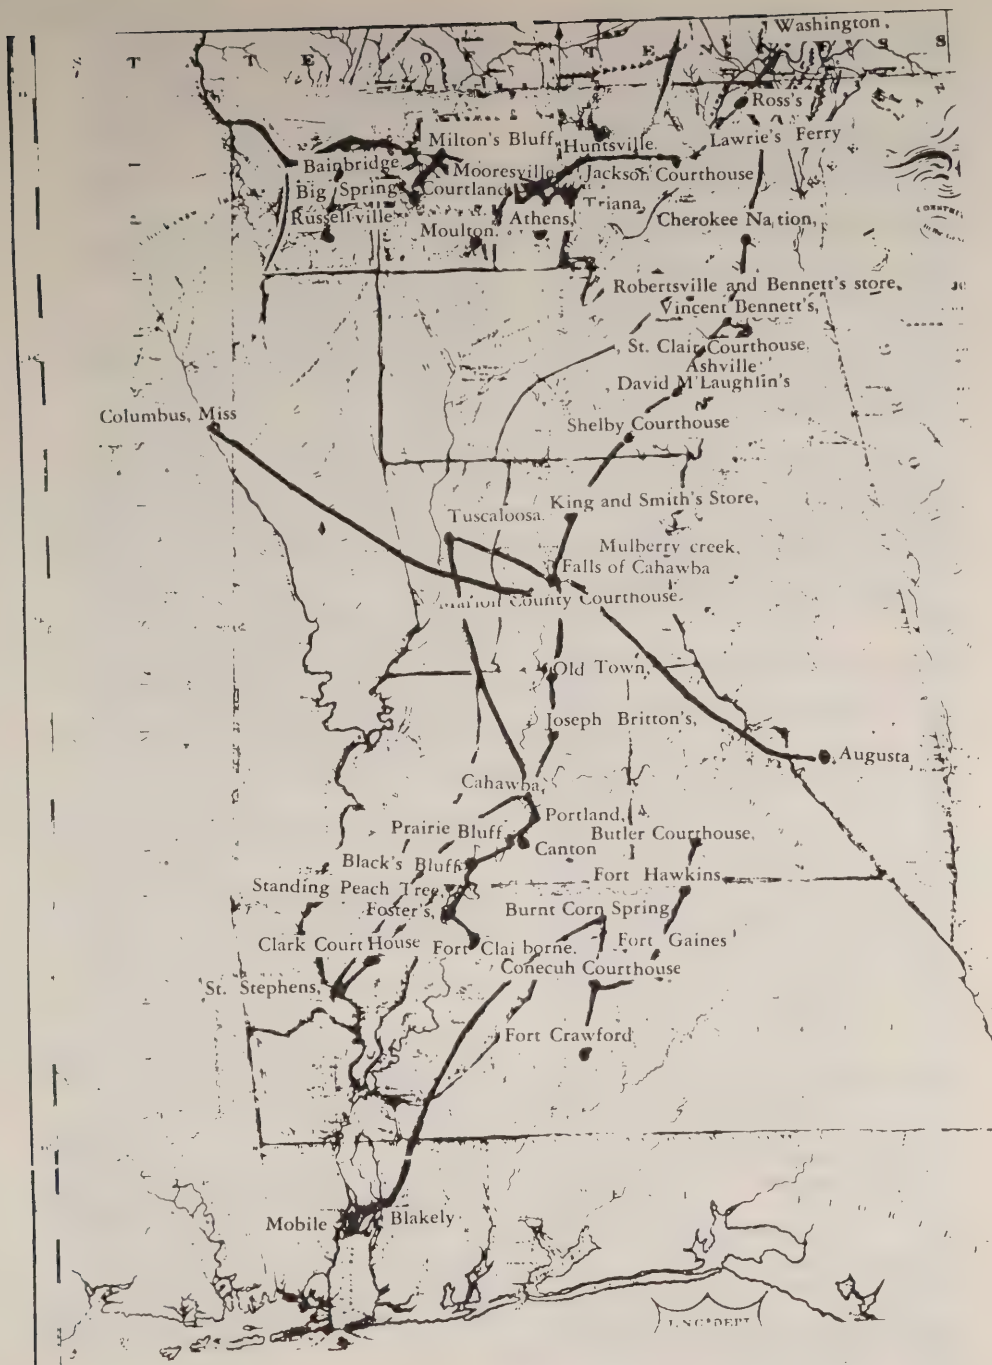 Washington,
S T A T E O F T E N N E S S
Ross's
Milton's Bluff
Huntsville.
Lawrie's Ferry
Bainbridge
Mooresville
Jackson Courthouse
Big Spring
Courtland
Triana,
Russellville
Athens,
Cherokee Nation,
Moulton
Robertsville and Bennett's store,
Vincent Bennett's,
St. Clair Courthouse.
Ashville
David M'Laughlin's
Columbus, Miss
Shelby Courthouse
King and Smith's Store,
Tuscaloosa.
Mulberry creek,
Falls of Cahawba
Marion County Courthouse.
Old Town,
Joseph Britton's,
Augusta
Cahawba,
Portland,
Prairie Bluff,
Butler Courthouse,
Canton
Black's Bluff
Fort Hawkins
Standing Peach Tree,
Foster's,
Burnt Corn Spring
Clark Court House
Fort Claiborne.
Fort Gaines
Conecuh Courthouse
St. Stephens,
Fort Crawford
Mobile
Blakely
ENG. DEPT